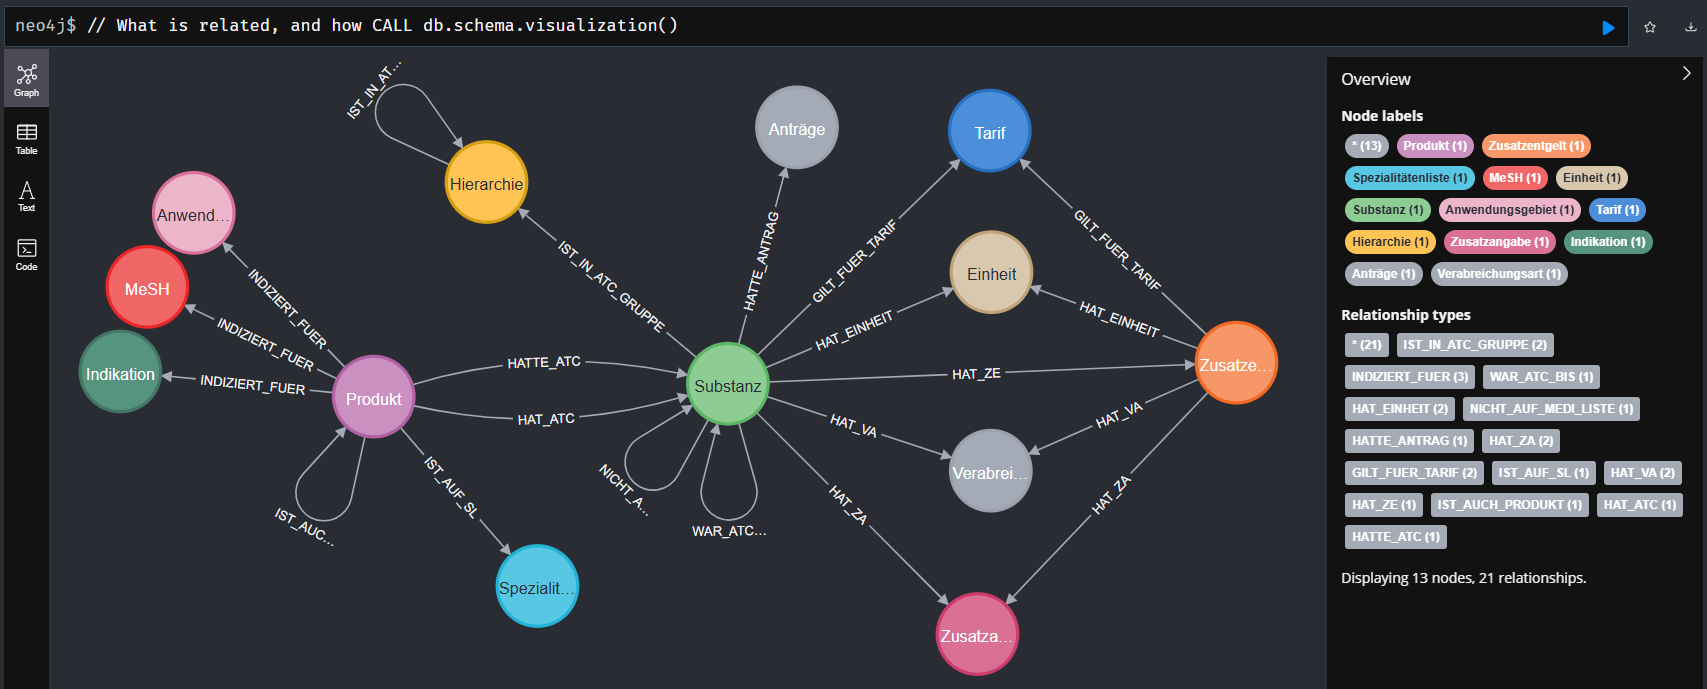 neo4j$ // What is related, and how CALL db.schema.visualization()
Graph
Table
Text
Code
IST_IN_AT…
Hierarchie
Anträge
Tarif
Anwend…
MeSH
Indikation
INDIZIERT_FUER
INDIZIERT_FUER
INDIZIERT_FUER
IST_IN_ATC_GRUPPE
HATTE_ANTRAG
GILT_FUER_TARIF
GILT_FUER_TARIF
Einheit
HAT_EINHEIT
HAT_EINHEIT
Produkt
HATTE_ATC
HAT_ATC
Substanz
HAT_ZE
Zusatze…
HAT_VA
HAT_VA
Verabrei…
IST_AUC…
IST_AUF_SL
NICHT_A…
WAR_ATC…
HAT_ZA
HAT_ZA
Spezialit…
Zusatza…
Overview
Node labels
* (13) Produkt (1) Zusatzentgelt (1)
Spezialitätenliste (1) MeSH (1) Einheit (1)
Substanz (1) Anwendungsgebiet (1) Tarif (1)
Hierarchie (1) Zusatzangabe (1) Indikation (1)
Anträge (1) Verabreichungsart (1)
Relationship types
* (21) IST_IN_ATC_GRUPPE (2)
INDIZIERT_FUER (3) WAR_ATC_BIS (1)
HAT_EINHEIT (2) NICHT_AUF_MEDI_LISTE (1)
HATTE_ANTRAG (1) HAT_ZA (2)
GILT_FUER_TARIF (2) IST_AUF_SL (1) HAT_VA (2)
HAT_ZE (1) IST_AUCH_PRODUKT (1) HAT_ATC (1)
HATTE_ATC (1)
Displaying 13 nodes, 21 relationships.